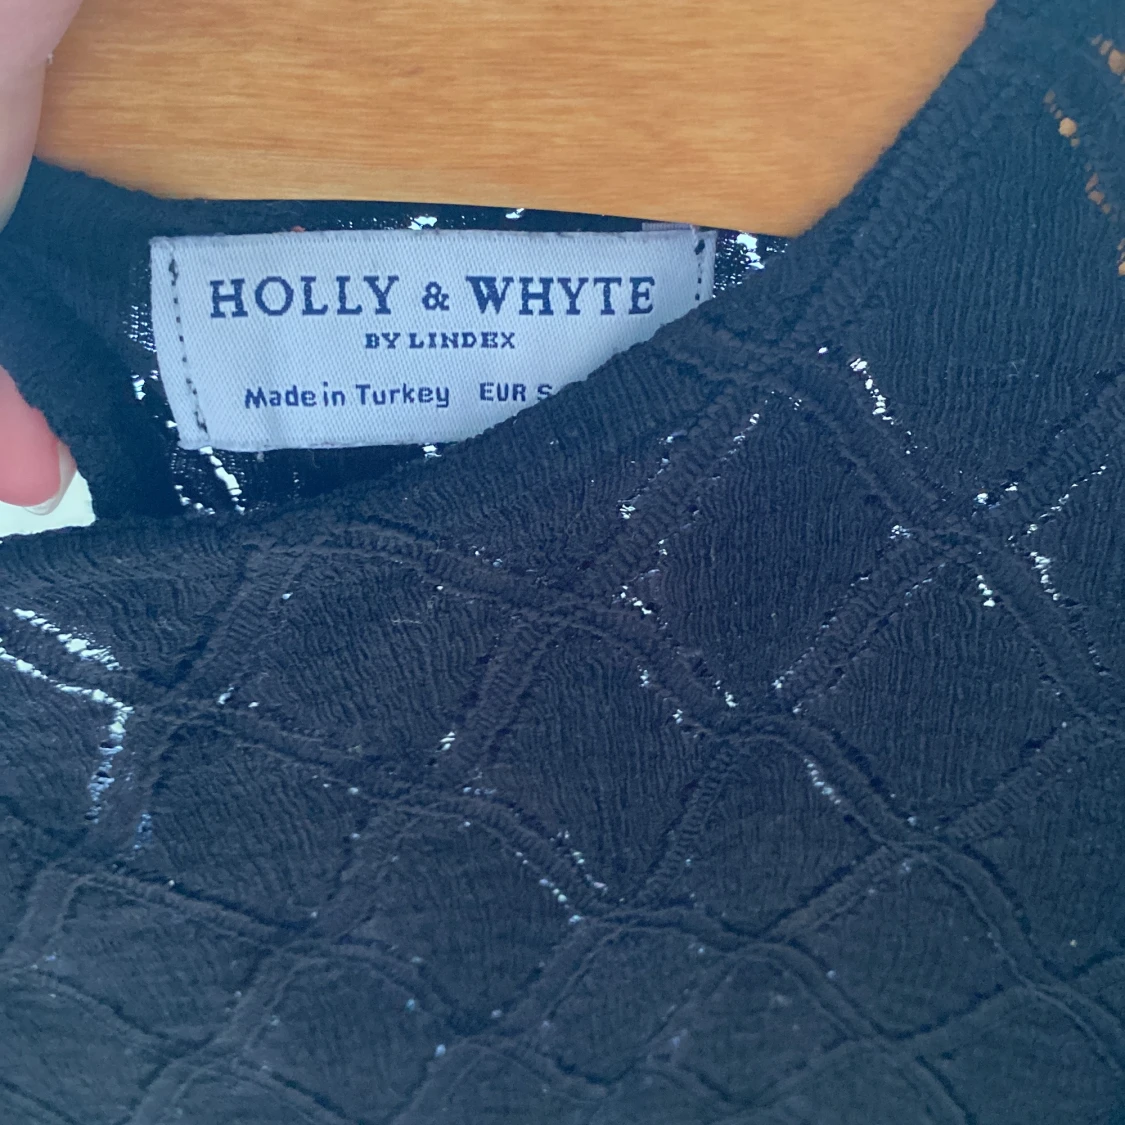 HOLLY & WHYTE
BY LINDEX
Made in Turkey EUR S